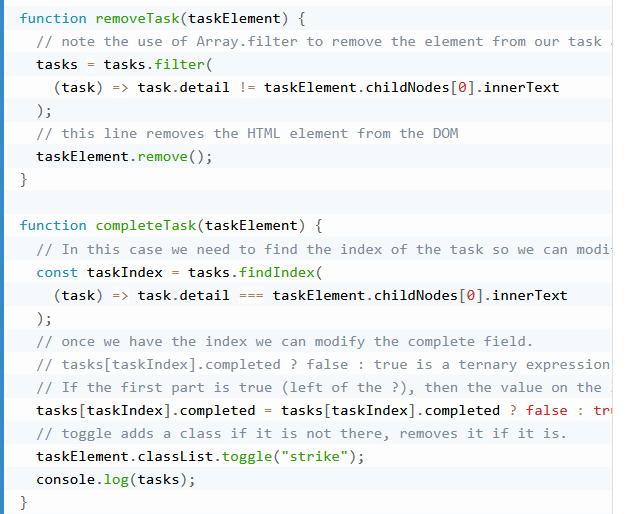 function removeTask(taskElement) {
// note the use of Array.filter to remove the element from our task
tasks = tasks.filter(
(task) => task.detail != taskElement.childNodes[0].innerText
);
// this line removes the HTML element from the DOM
taskElement.remove();
}
function completeTask(taskElement) {
// In this case we need to find the index of the task so we can modi
const taskIndex = tasks.findIndex(
(task) => task.detail === taskElement.childNodes[0].innerText
);
// once we have the index we can modify the complete field.
// tasks[taskIndex].completed ? false : true is a ternary expression
// If the first part is true (left of the ?), then the value on the
tasks[taskIndex].completed = tasks[taskIndex].completed ? false : tru
// toggle adds a class if it is not there, removes it if it is.
taskElement.classList.toggle("strike");
console.log(tasks);
}